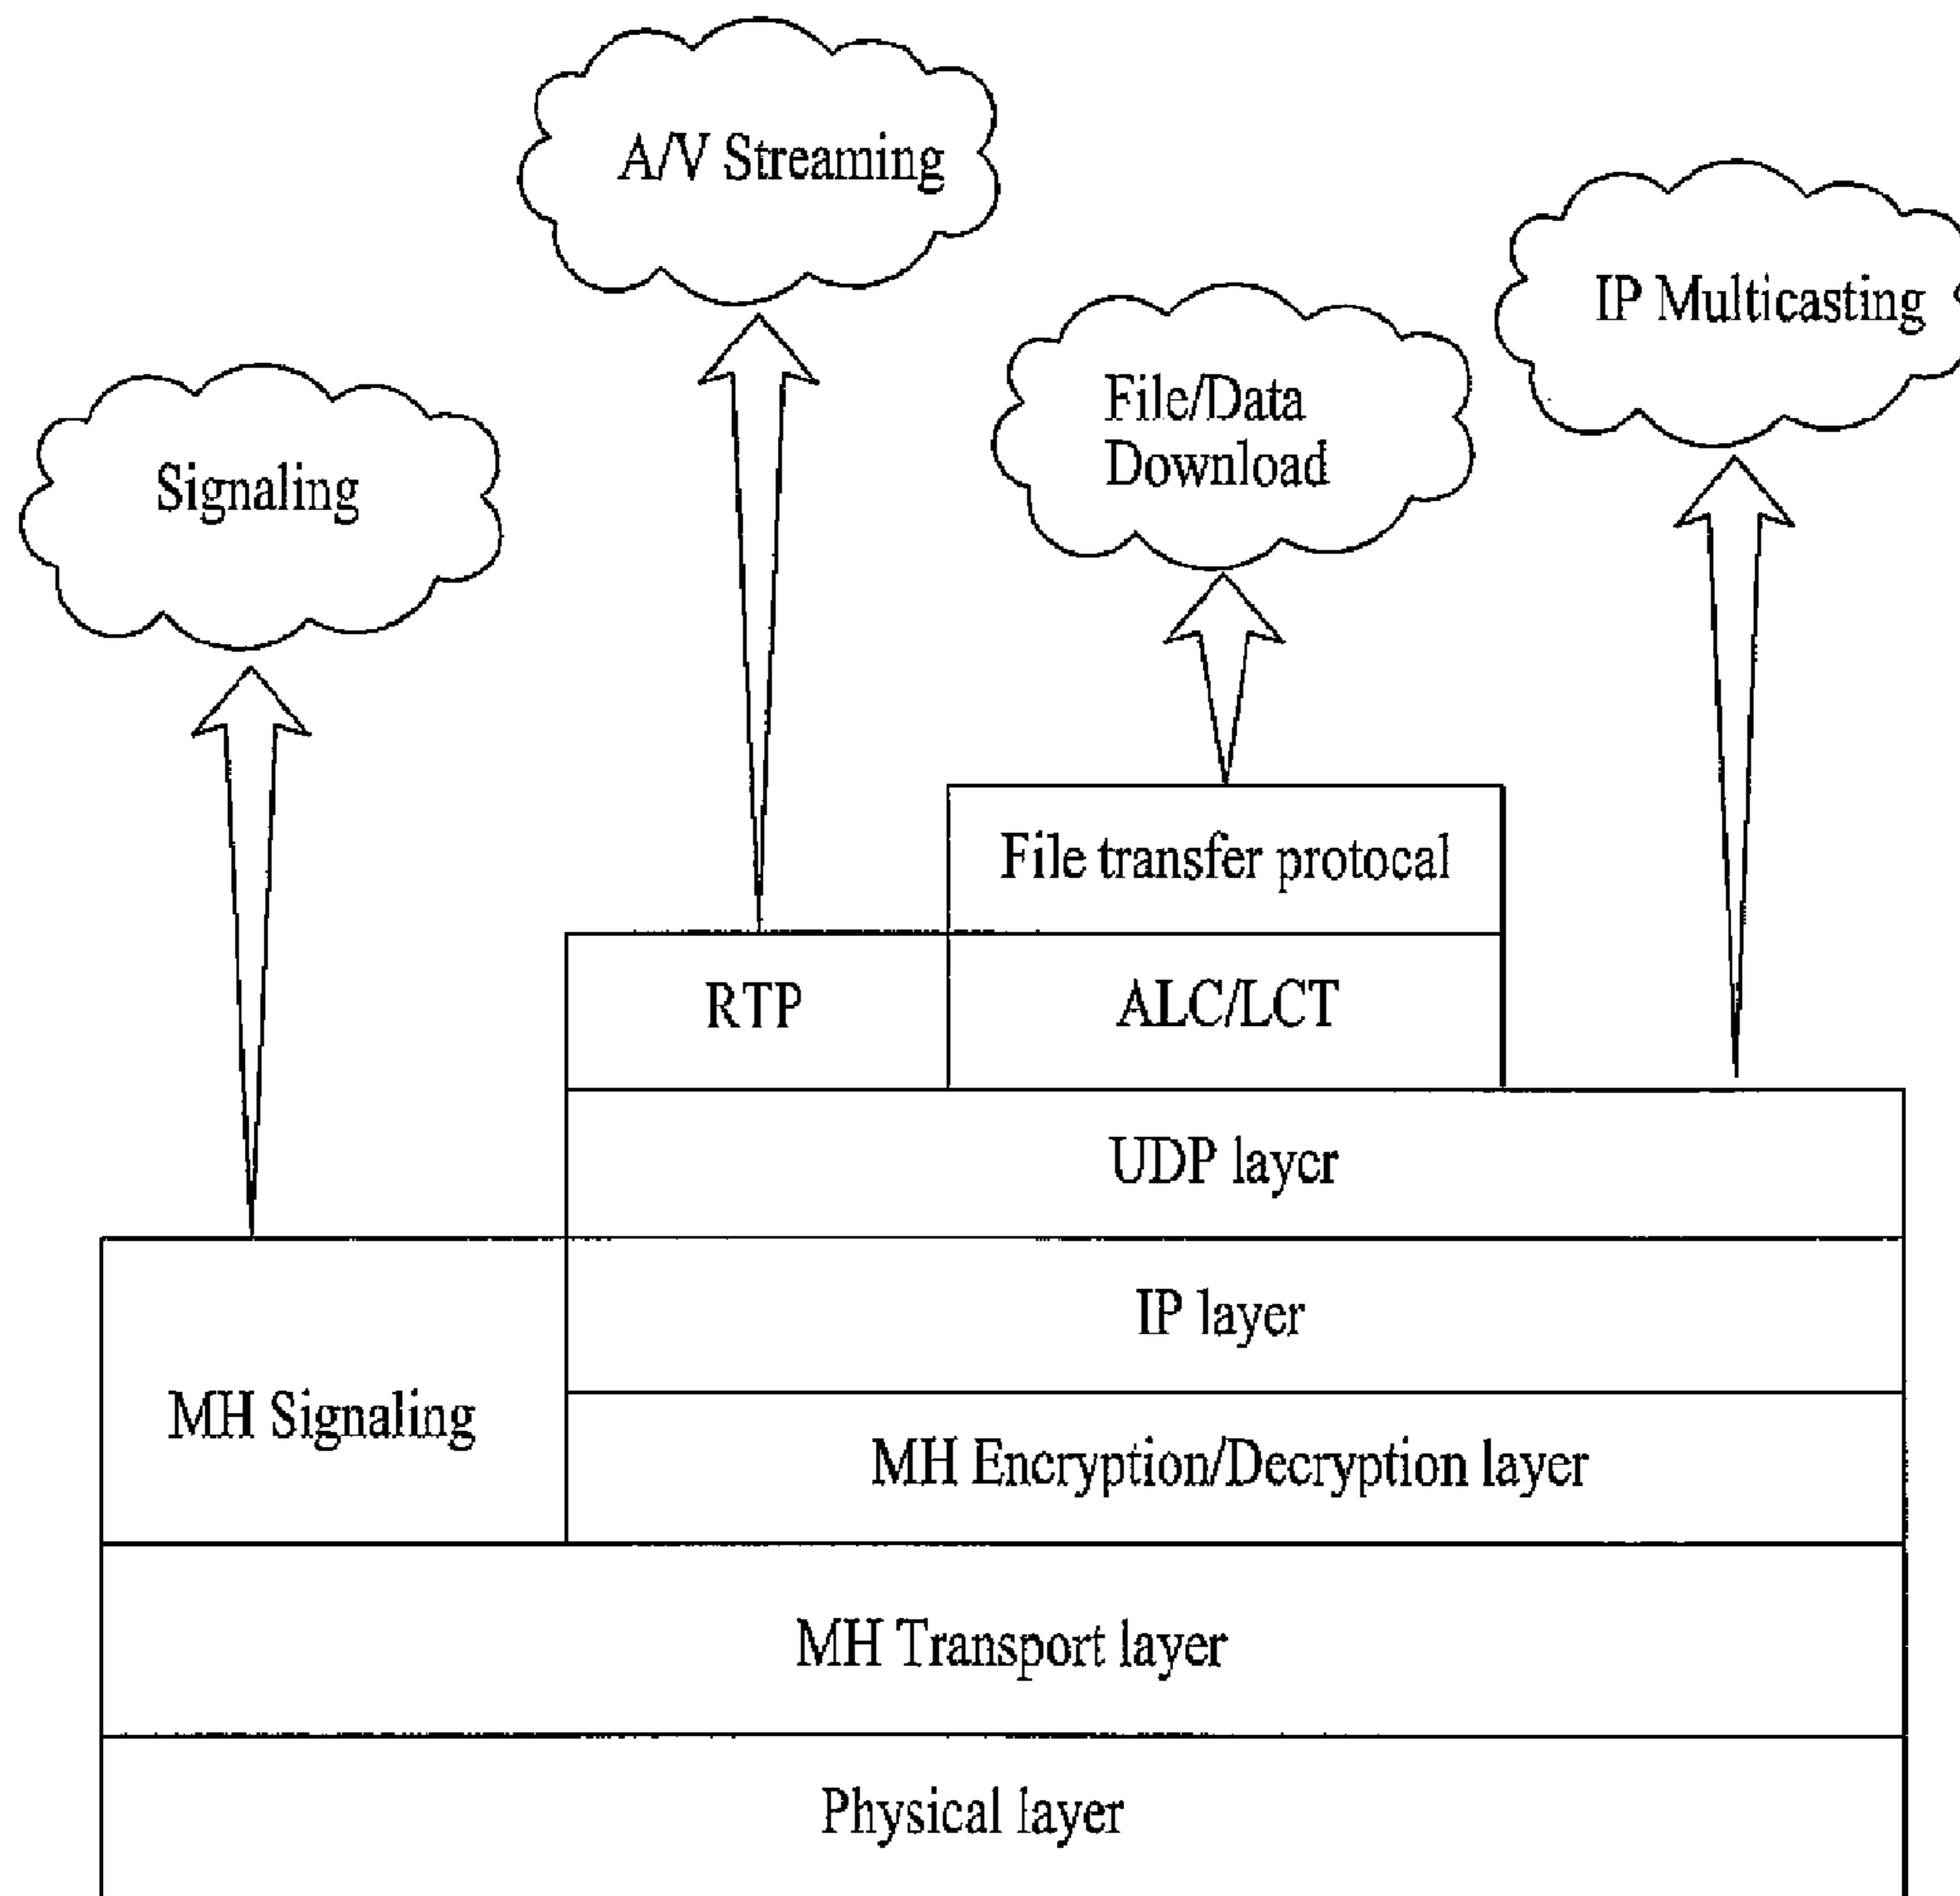 A/V Streaming
IP Multicasting
File/Data
Download
Signaling
File transfer protocal
RTP
ALC/LCT
UDP layer
IP layer
MH Signaling
MH Encryption/Decryption layer
MH Transport layer
Physical layer